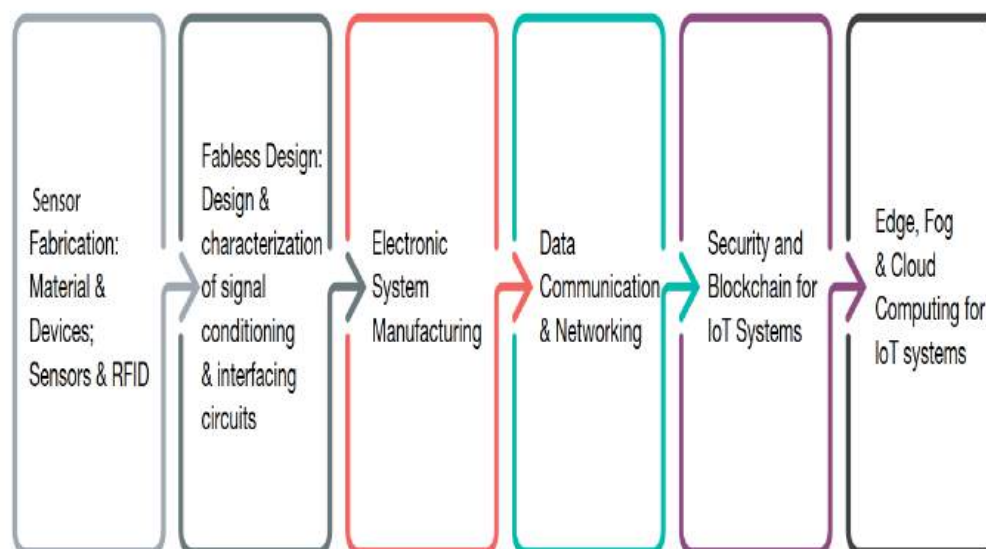 Sensor
Fabrication:
Material &
Devices;
Sensors & RFID
Fabless Design:
Design &
characterization
of signal
conditioning
& interfacing
circuits
Electronic
System
Manufacturing
Data
Communication
& Networking
Security and
Blockchain for
IoT Systems
Edge, Fog
& Cloud
Computing for
IoT systems